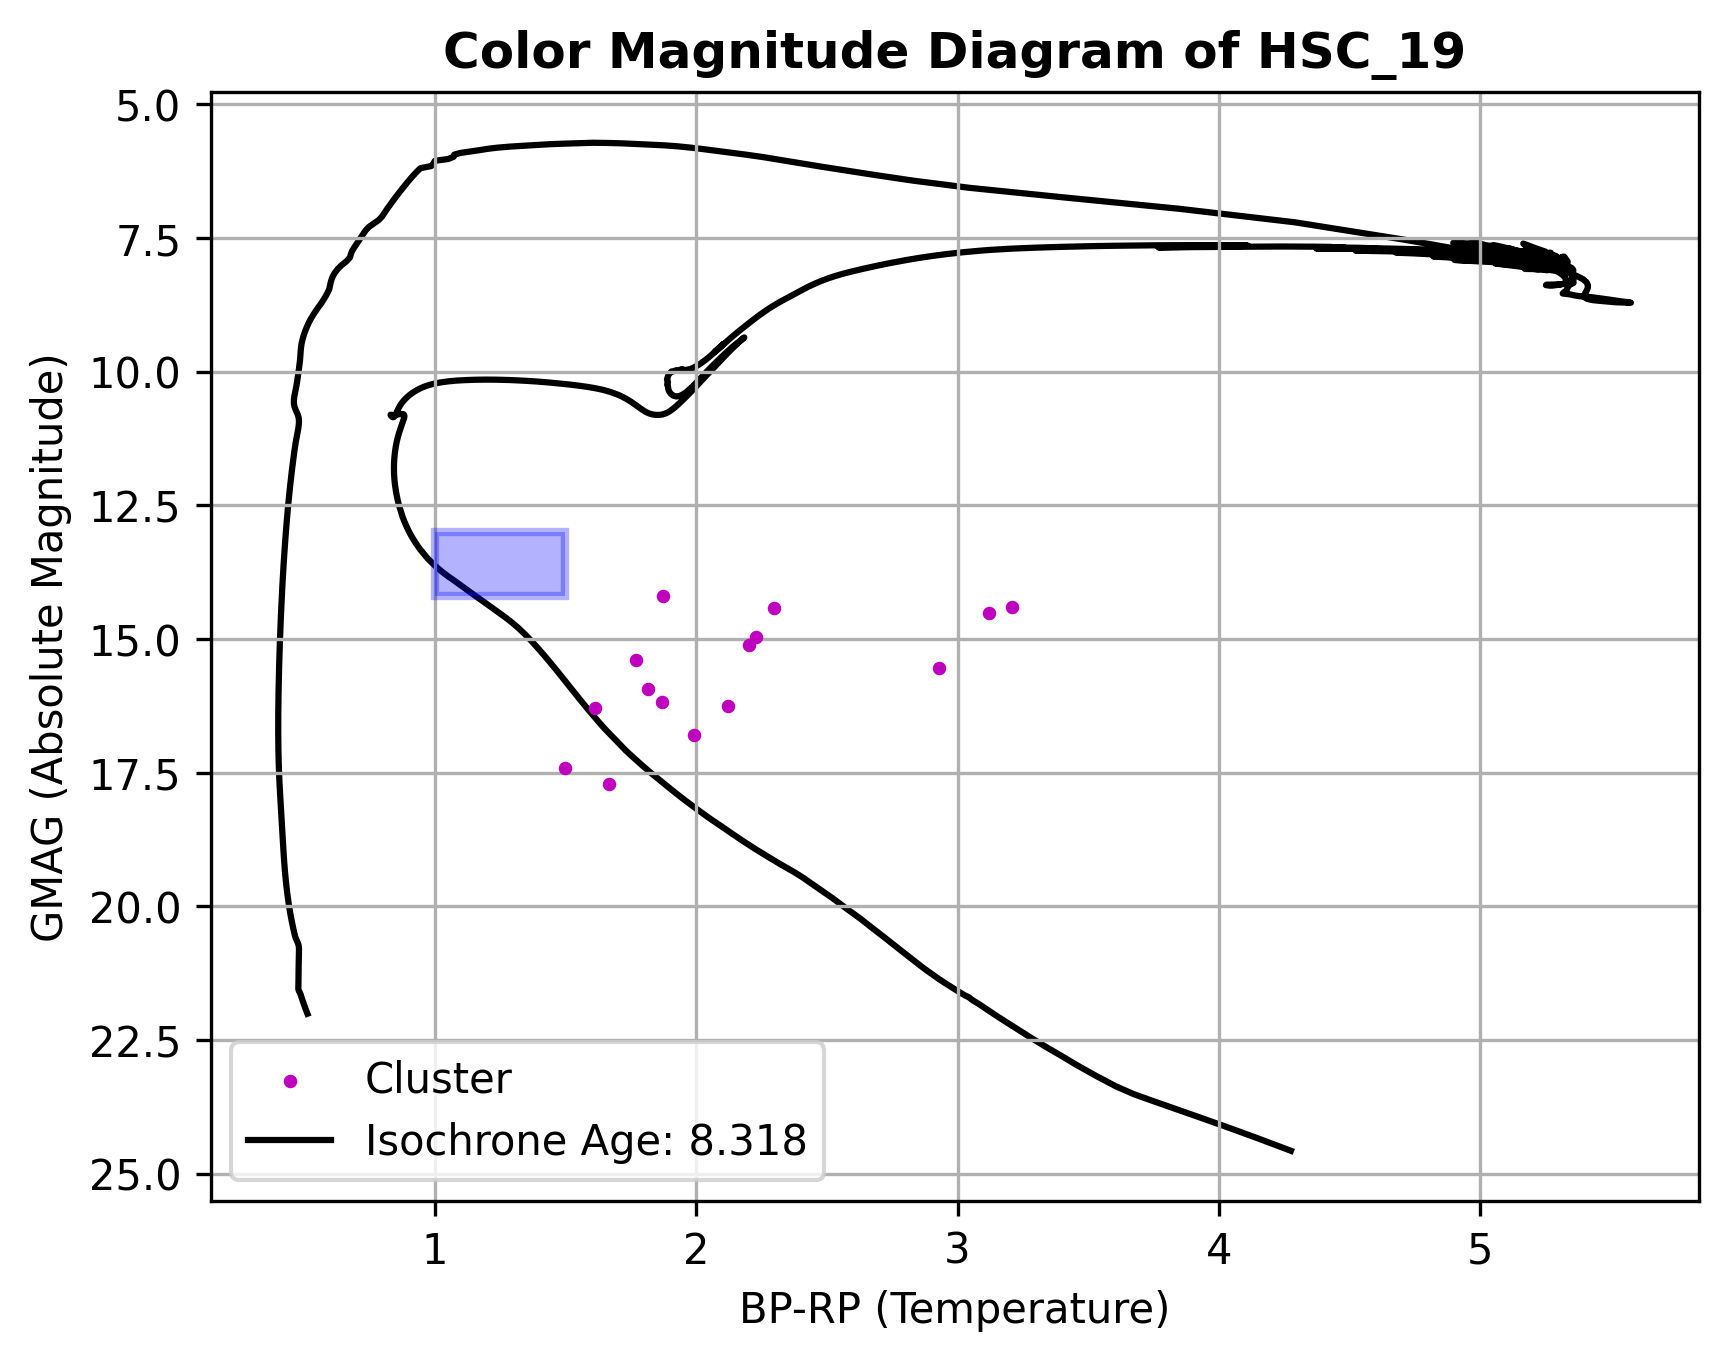 Color Magnitude Diagram of HSC_19
GMAG (Absolute Magnitude)
5.0
7.5
10.0
12.5
15.0
17.5
20.0
22.5
25.0
Cluster
Isochrone Age: 8.318
1 2 3 4 5
BP-RP (Temperature)